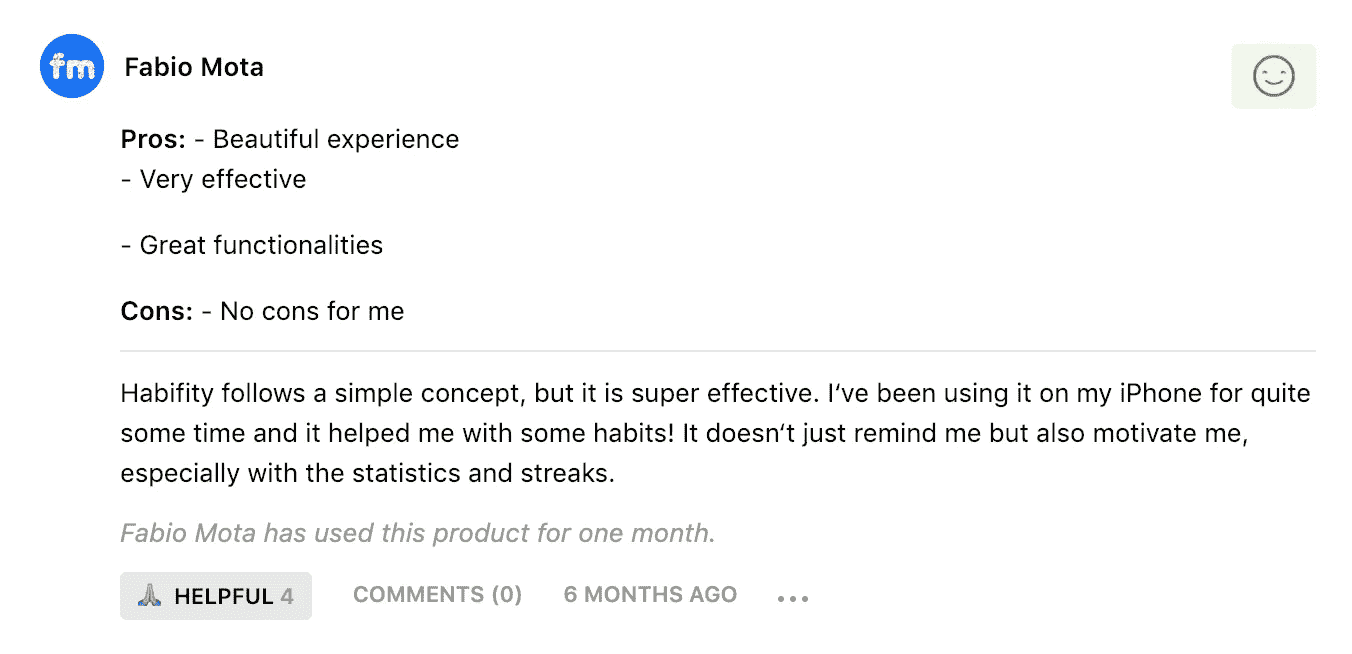 fm
Fabio Mota
Pros: - Beautiful experience
- Very effective
- Great functionalities
Cons: - No cons for me
Habifity follows a simple concept, but it is super effective. I‘ve been using it on my iPhone for quite
some time and it helped me with some habits! It doesn‘t just remind me but also motivate me,
especially with the statistics and streaks.
Fabio Mota has used this product for one month.
HELPFUL 4 COMMENTS (0) 6 MONTHS AGO ...